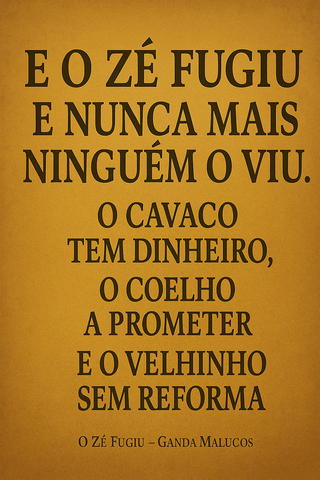 E O ZÉ FUGIU
E NUNCA MAIS
NINGUÉM O VIU.
O CAVACO
TEM DINHEIRO,
O COELHO
A PROMETER
E O VELHINHO
SEM REFORMA
O ZÉ FUGIU – GANDA MALUCOS